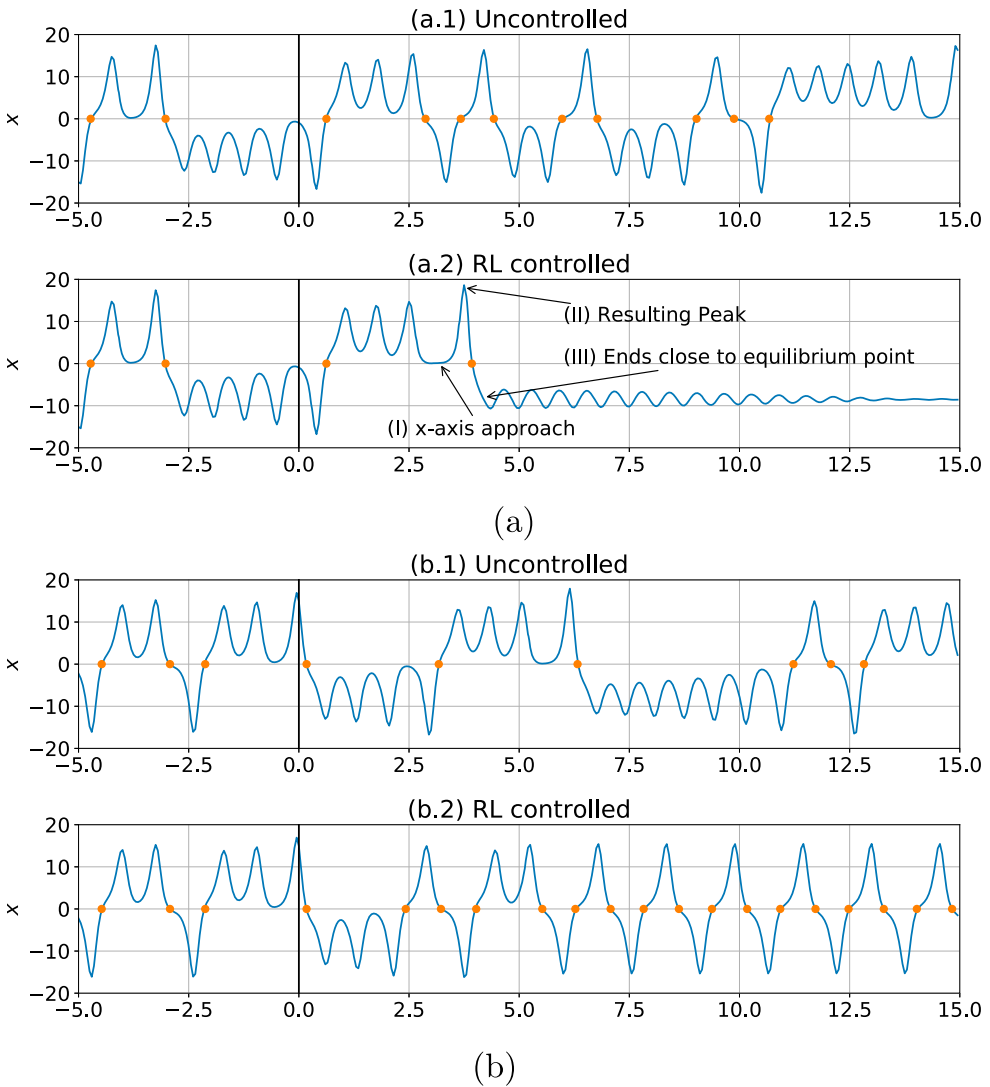 (a.1) Uncontrolled
20
10
0
−10
−20
x
−5.0 −2.5 0.0 2.5 5.0 7.5 10.0 12.5 15.0
(a.2) RL controlled
20
10
0
−10
−20
x
(II) Resulting Peak
(III) Ends close to equilibrium point
(I) x-axis approach
−5.0 −2.5 0.0 2.5 5.0 7.5 10.0 12.5 15.0
(a)
(b.1) Uncontrolled
20
10
0
−10
−20
x
−5.0 −2.5 0.0 2.5 5.0 7.5 10.0 12.5 15.0
(b.2) RL controlled
20
10
0
−10
−20
x
−5.0 −2.5 0.0 2.5 5.0 7.5 10.0 12.5 15.0
(b)